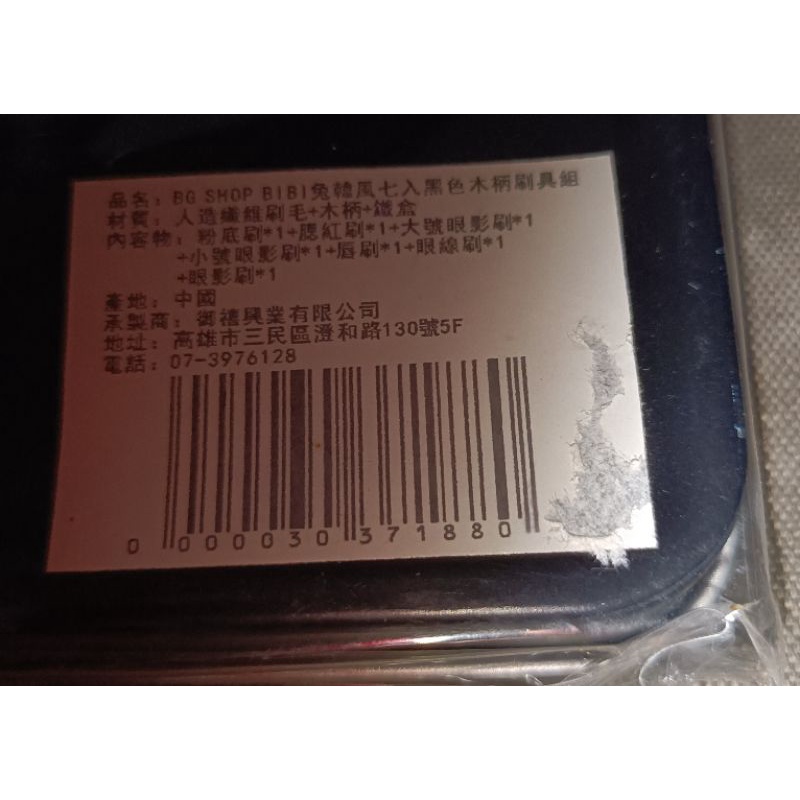 品名：BG SHOP BIBI兔韓風七入黑色木柄刷具組
材質：人造纖維刷毛+木柄+鐵盒
內容物：粉底刷*1+腮紅刷*1+大號眼影刷*1
+小號眼影刷*1+唇刷*1+眼線刷*1
+眼影刷*1
產地：中國
承製商：御禧興業有限公司
地址：高雄市三民區澄和路130號5F
電話：07-3976128
0 000030 371880